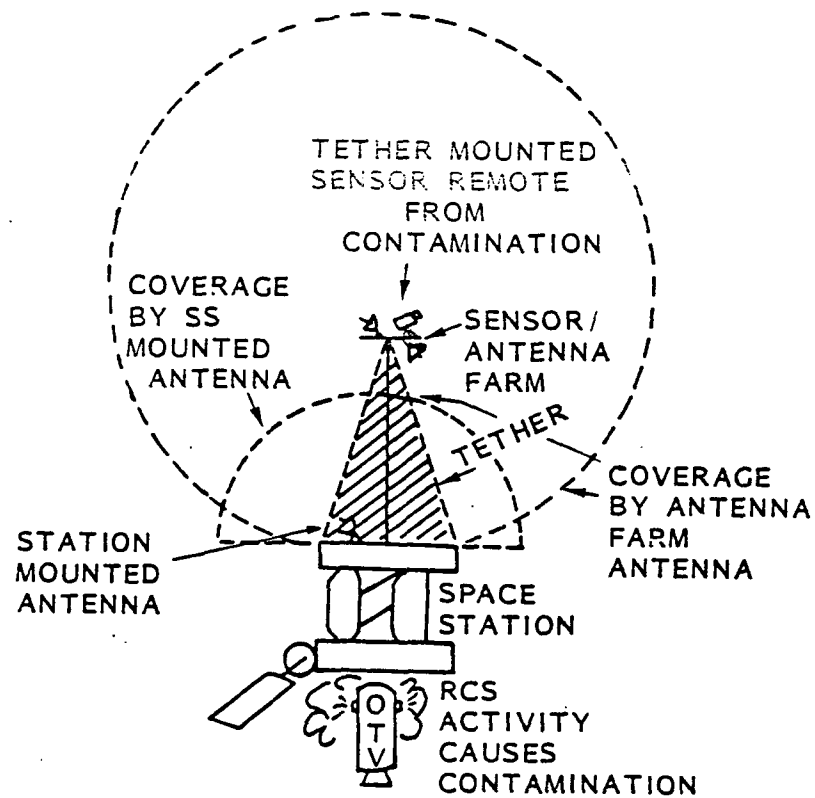 TETHER MOUNTED
SENSOR REMOTE
FROM
CONTAMINATION
COVERAGE
BY SS
MOUNTED
ANTENNA
SENSOR/
ANTENNA
FARM
TETHER
COVERAGE
BY ANTENNA
FARM
ANTENNA
STATION
MOUNTED
ANTENNA
SPACE
STATION
RCS
ACTIVITY
CAUSES
CONTAMINATION
OTV